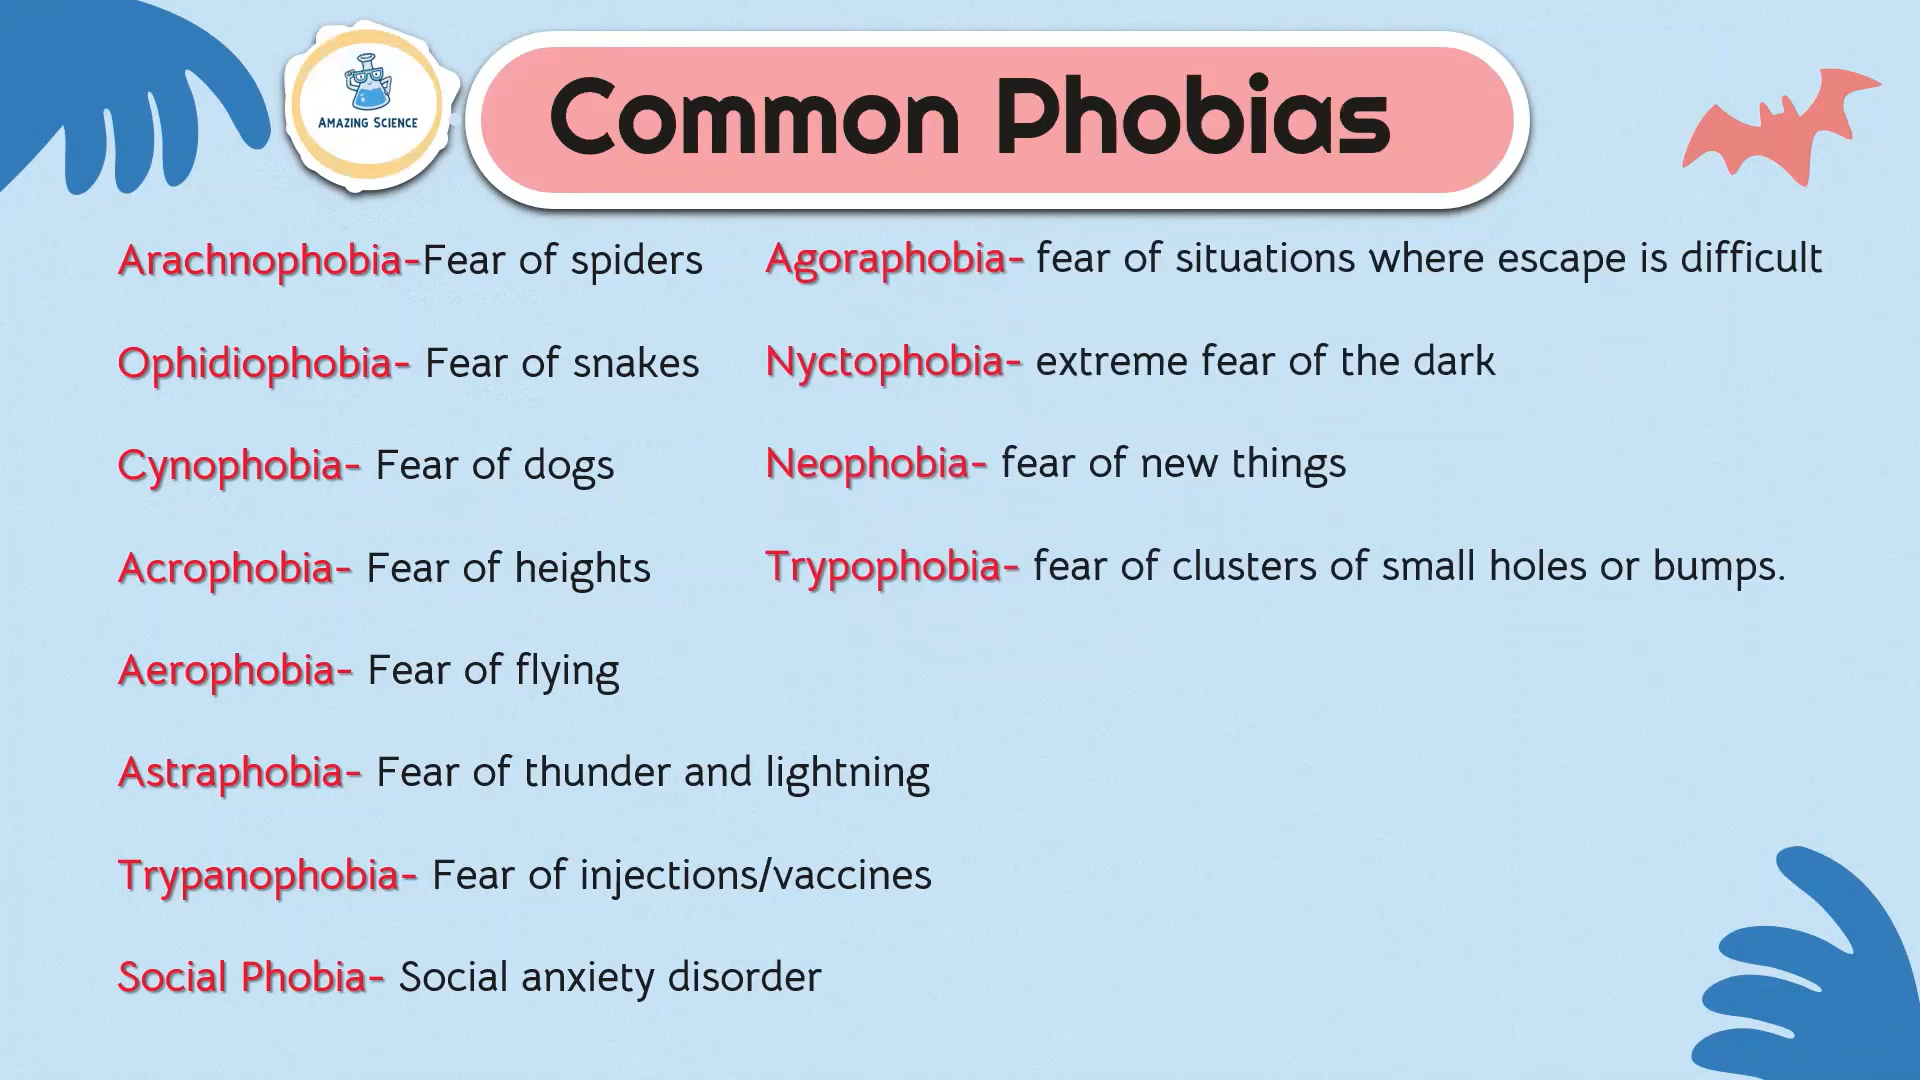 AMAZING SCIENCE
Common Phobias
Arachnophobia-Fear of spiders
Ophidiophobia- Fear of snakes
Cynophobia- Fear of dogs
Acrophobia- Fear of heights
Aerophobia- Fear of flying
Astraphobia- Fear of thunder and lightning
Trypanophobia- Fear of injections/vaccines
Social Phobia- Social anxiety disorder
Agoraphobia- fear of situations where escape is difficult
Nyctophobia- extreme fear of the dark
Neophobia- fear of new things
Trypophobia- fear of clusters of small holes or bumps.